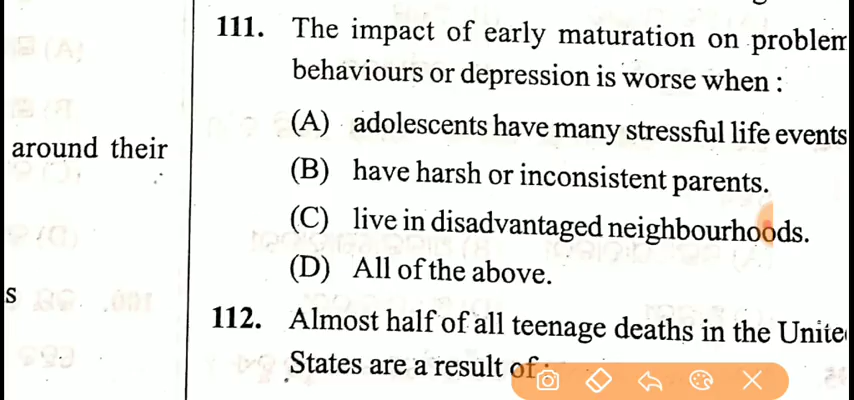 around their
s
111. The impact of early maturation on problem
behaviours or depression is worse when :
(A) adolescents have many stressful life events
(B) have harsh or inconsistent parents.
(C) live in disadvantaged neighbourhoods.
(D) All of the above.
112. Almost half of all teenage deaths in the Unite
States are a result of :